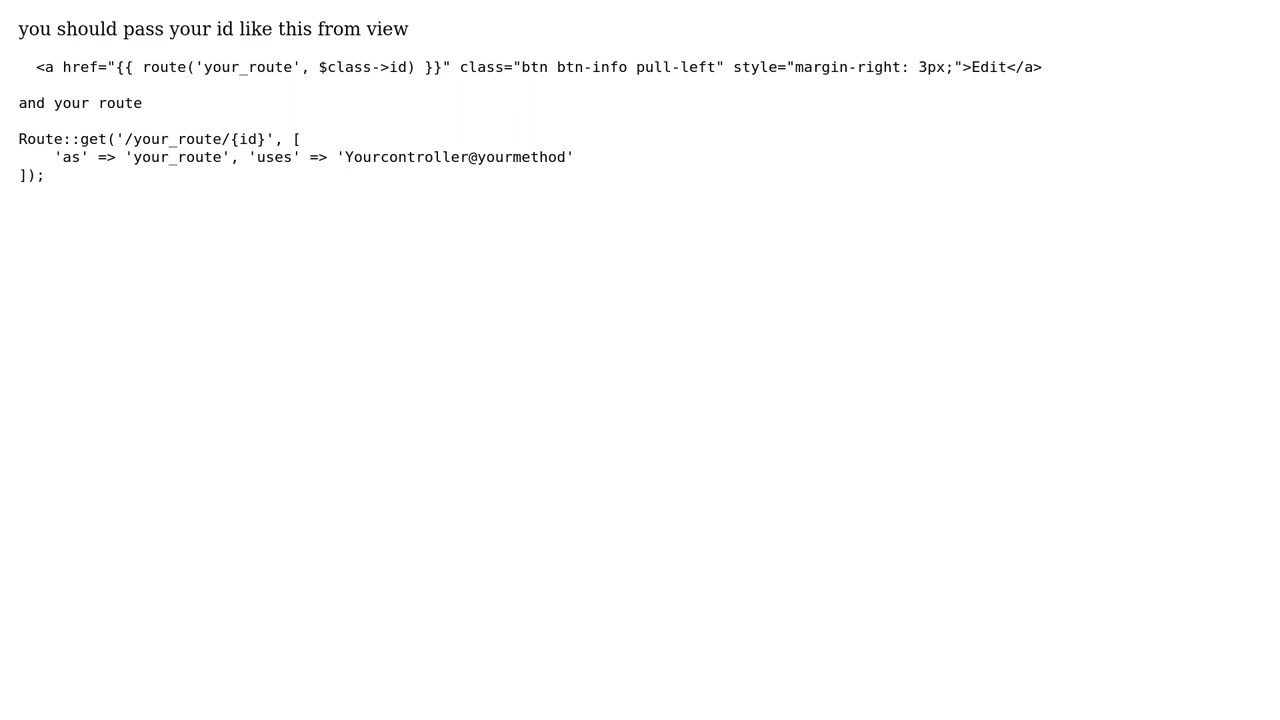 you should pass your id like this from view
<a href="{{ route('your_route', $class->id) }}" class="btn btn-info pull-left" style="margin-right: 3px;">Edit</a>
and your route
Route::get('/your_route/{id}', [
    'as' => 'your_route', 'uses' => 'Yourcontroller@yourmethod'
]);